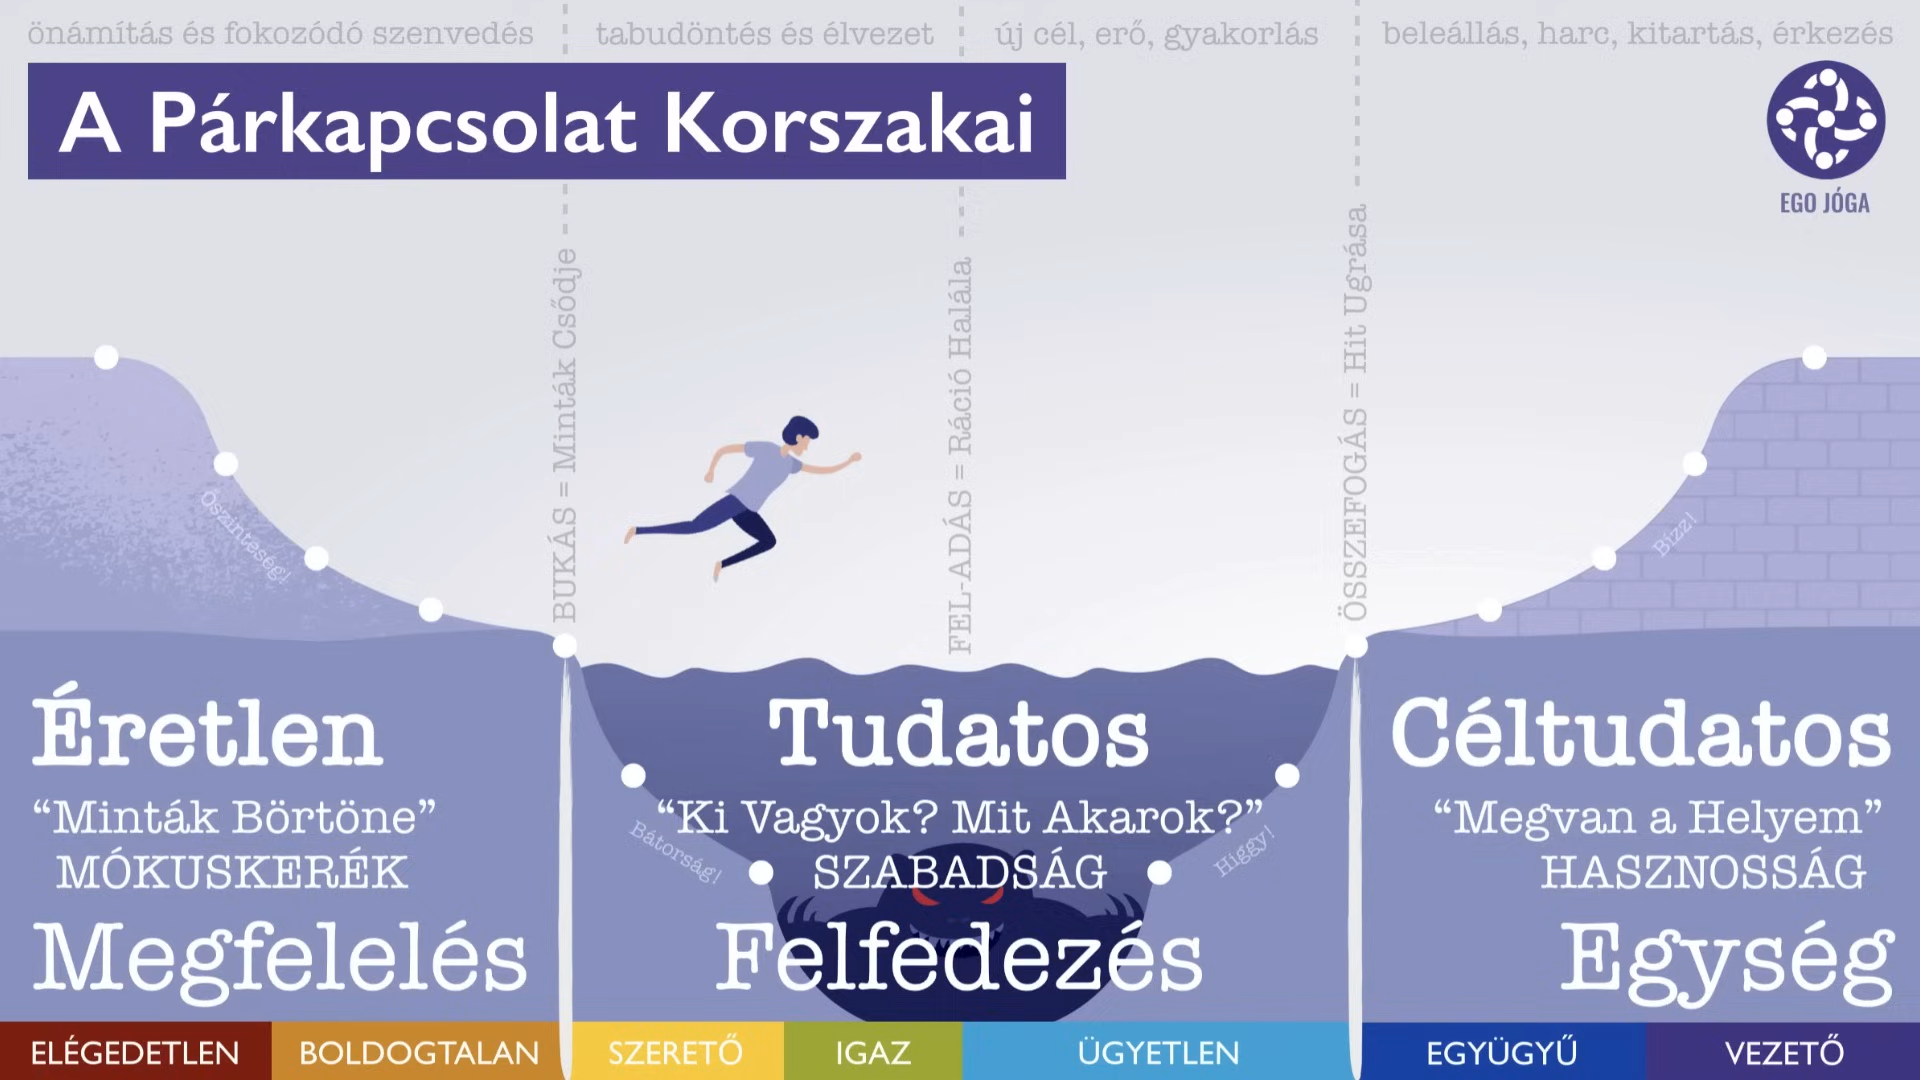 önámítás és fokozódó szenvedés
tabudöntés és élvezet
új cél, erő, gyakorlás
beleállás, harc, kitartás, érkezés
A Párkapcsolat Korszakai
EGO JÓGA
BUKÁS = Minták Csődje
FEL-ADÁS = Ráció Halála
ÖSSZEFOGÁS = Hit Ugrása
Őszinteség!
Bízz!
Éretlen
"Minták Börtöne"
MÓKUSKERÉK
Megfelelés
Tudatos
"Ki Vagyok? Mit Akarok?"
Bátorság!
Higgy!
SZABADSÁG
Felfedezés
Céltudatos
"Megvan a Helyem"
HASZNOSSÁG
Egység
ELÉGEDETLEN
BOLDOGTALAN
SZERETŐ
IGAZ
ÜGYETLEN
EGYÜGYŰ
VEZETŐ